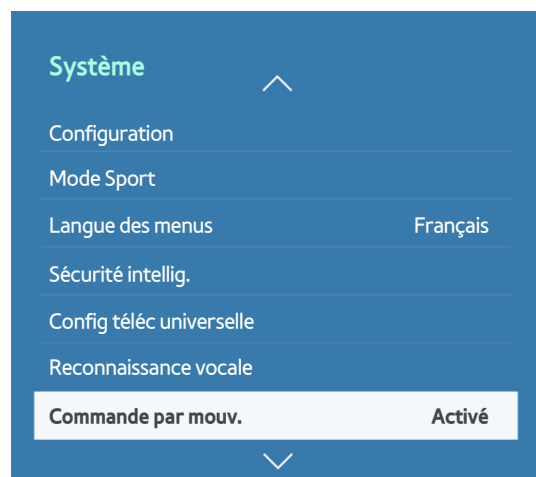 Système
Configuration
Mode Sport
Langue des menus Français
Sécurité intellig.
Config téléc universelle
Reconnaissance vocale
Commande par mouv. Activé